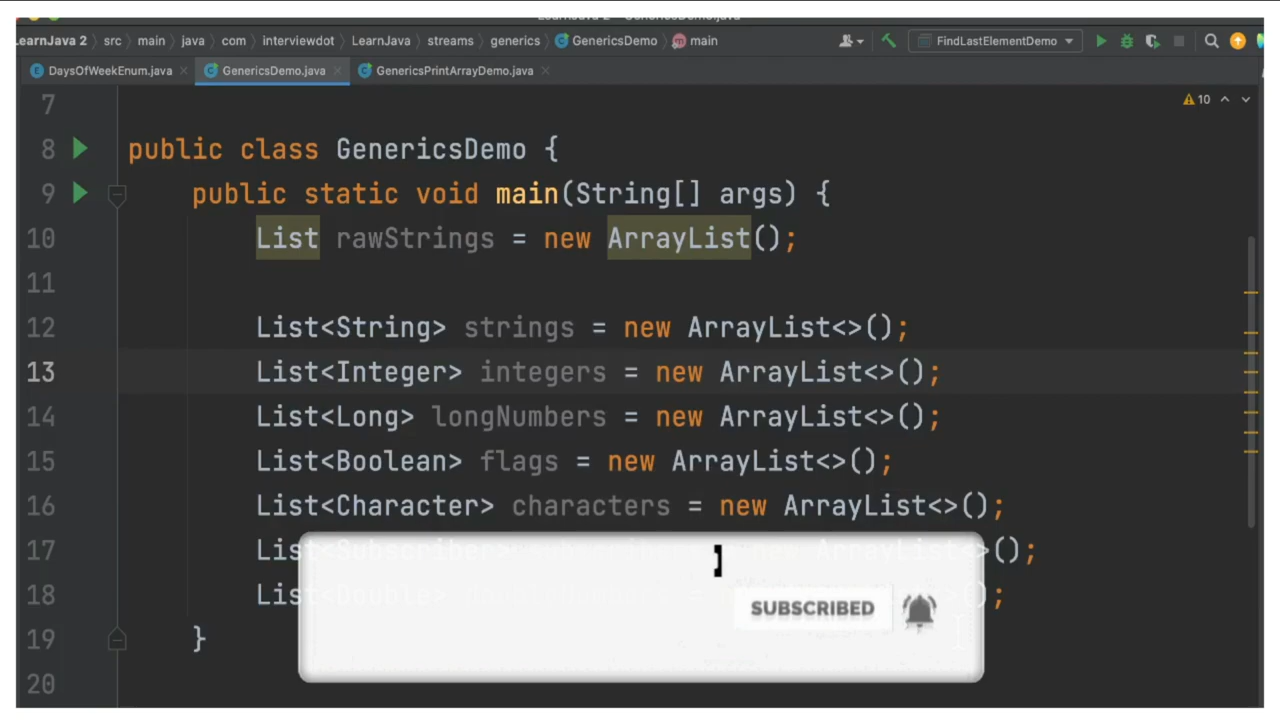 LearnJava 2 src main java com interviewdot LearnJava streams generics GenericsDemo main FindLastElementDemo
DaysOfWeekEnum.java GenericsDemo.java GenericsPrintArrayDemo.java
7 10
8 public class GenericsDemo {
9 public static void main(String[] args) {
10 List rawStrings = new ArrayList();
11
12 List<String> strings = new ArrayList<>();
13 List<Integer> integers = new ArrayList<>();
14 List<Long> longNumbers = new ArrayList<>();
15 List<Boolean> flags = new ArrayList<>();
16 List<Character> characters = new ArrayList<>();
17 List<Subscriber> new ArrayList<>();
18 List<Double> = ();
SUBSCRIBED
19 }
20